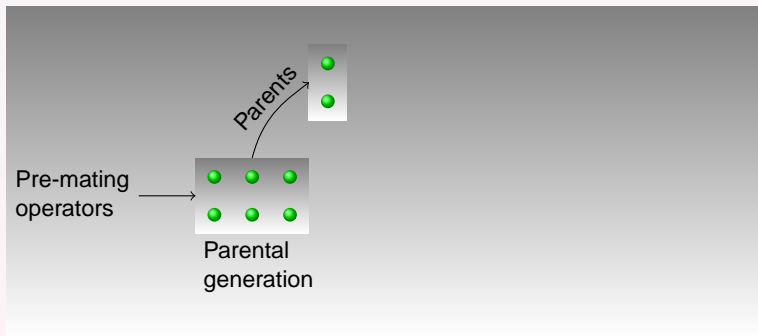 Parents
Pre-mating
operators
Parental
generation